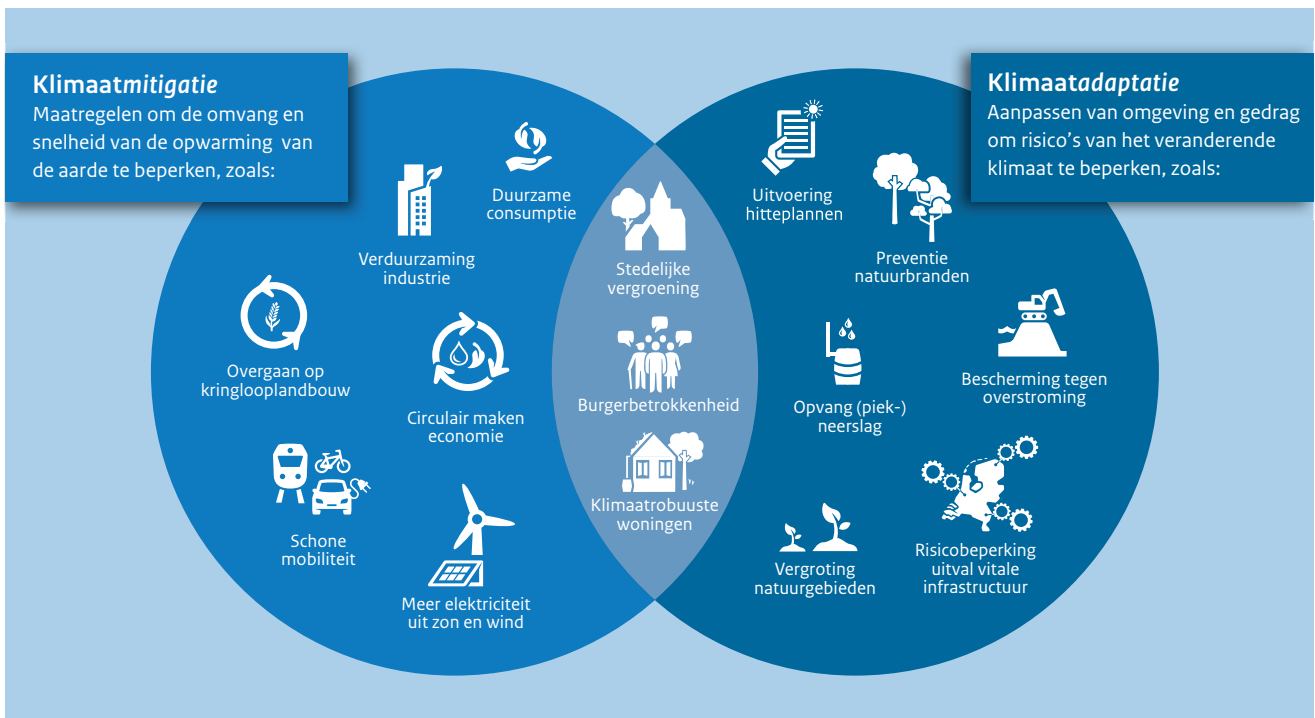 Klimaatmitigatie
Maatregelen om de omvang en
snelheid van de opwarming van
de aarde te beperken, zoals:
Duurzame
consumptie
Verduurzaming
industrie
Overgaan op
kringlooplandbouw
Circulair maken
economie
Schone
mobiliteit
Meer elektriciteit
uit zon en wind
Stedelijke
vergroening
Burgerbetrokkenheid
Klimaatrobuuste
woningen
Klimaatadaptatie
Aanpassen van omgeving en gedrag
om risico's van het veranderende
klimaat te beperken, zoals:
Uitvoering
hitteplannen
Preventie
natuurbranden
Opvang (piek-)
neerslag
Bescherming tegen
overstroming
Vergroting
natuurgebieden
Risicobeperking
uitval vitale
infrastructuur